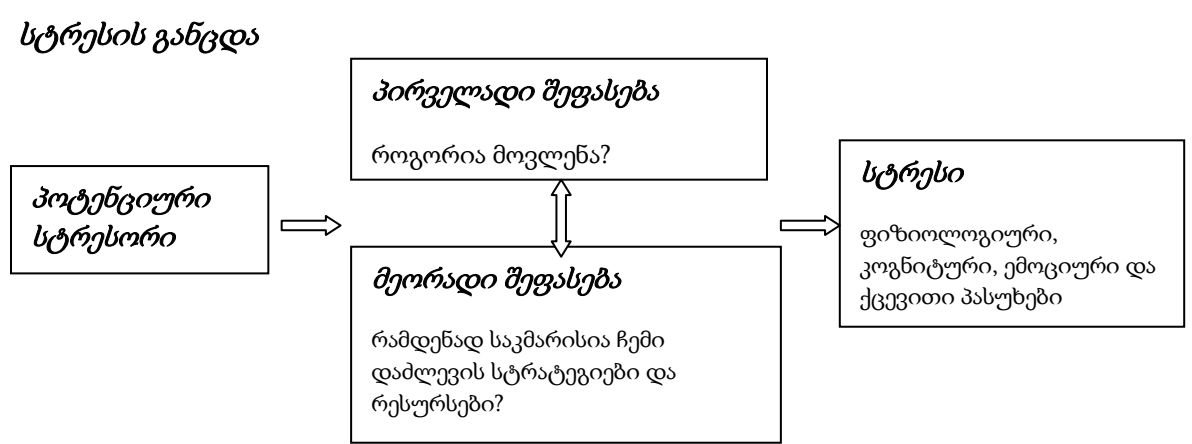 სტრესის განცდა
პოტენციური
სტრესორი
პირველადი შეფასება
როგორია მოვლენა?
მეორადი შეფასება
რამდენად საკმარისია ჩემი
დაძლევის სტრატეგიები და
რესურსები?
სტრესი
ფიზიოლოგიური,
კოგნიტური, ემოციური და
ქცევითი პასუხები